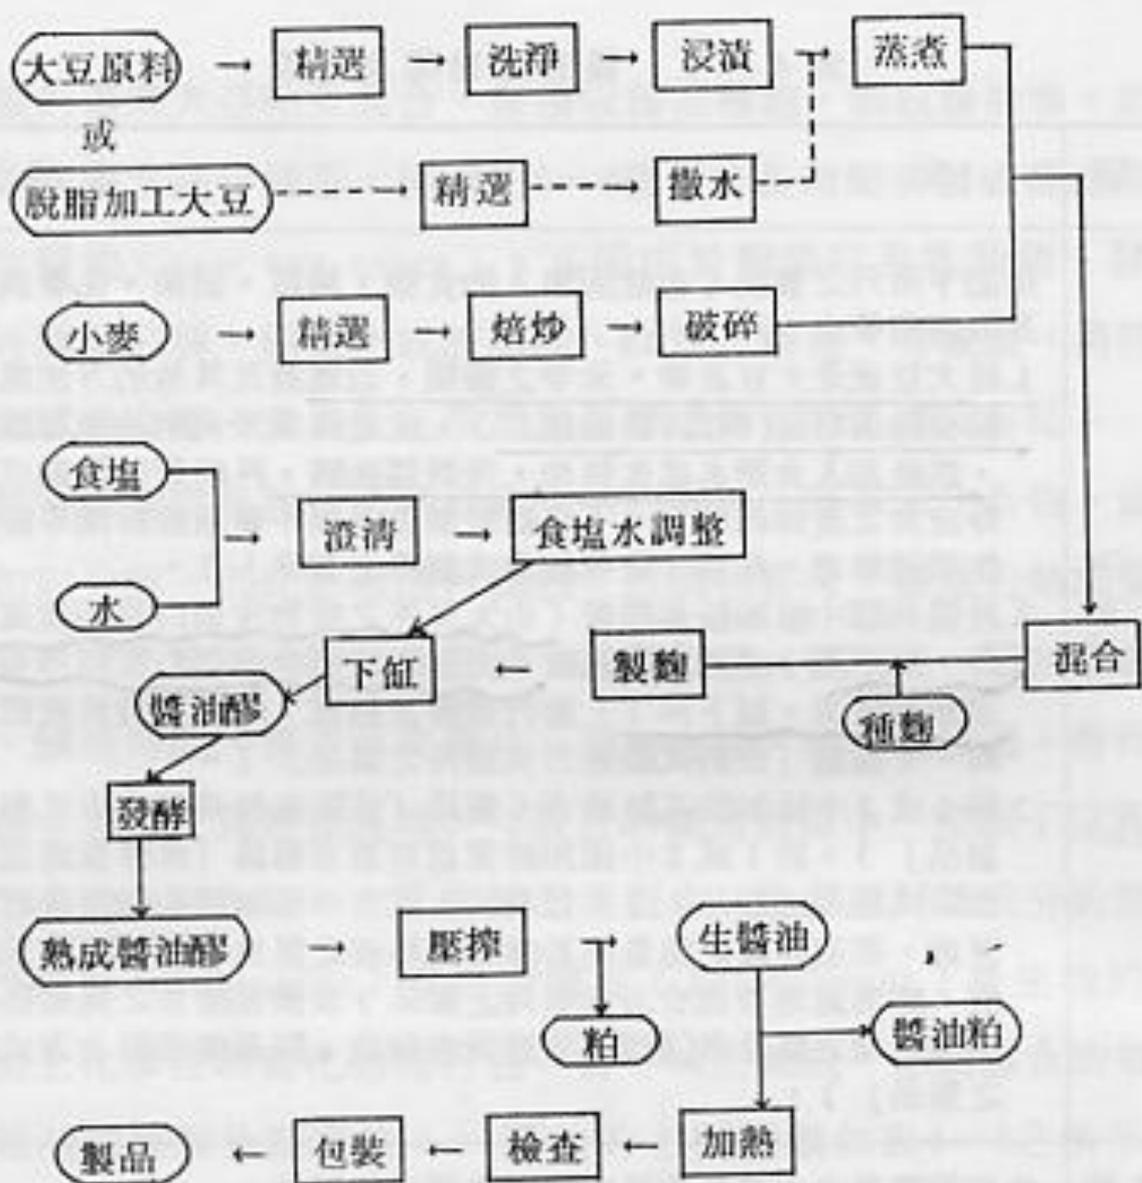 大豆原料 → 精選 → 洗淨 → 浸漬 → 蒸煮
或
脫脂加工大豆 → 精選 → 撒水
小麥 → 精選 → 焙炒 → 破碎
食塩
澄清 → 食塩水調整
水
下缸 ← 製麴 混合
醬油醪 種麴
發酵
熟成醬油醪 → 壓搾 → 生醬油
粕 醬油粕
製品 ← 包裝 ← 檢查 ← 加熱